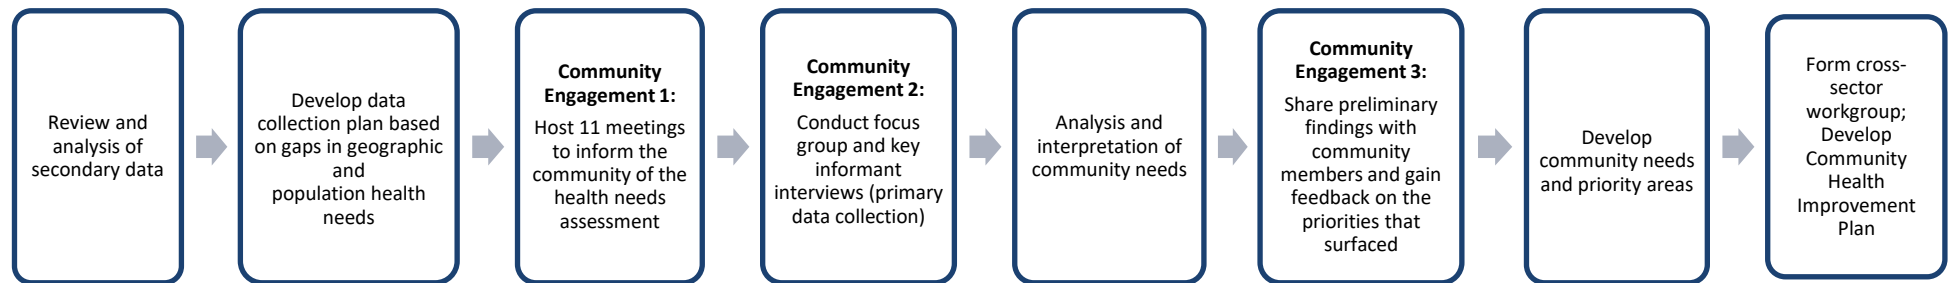 Review and
analysis of
secondary data
Develop data
collection plan based
on gaps in geographic
and
population health
needs
Community
Engagement 1:
Host 11 meetings
to inform the
community of the
health needs
assessment
Community
Engagement 2:
Conduct focus
group and key
informant
interviews (primary
data collection)
Analysis and
interpretation of
community needs
Community
Engagement 3:
Share preliminary
findings with
community
members and gain
feedback on the
priorities that
surfaced
Develop
community needs
and priority areas
Form cross-
sector
workgroup;
Develop
Community
Health
Improvement
Plan